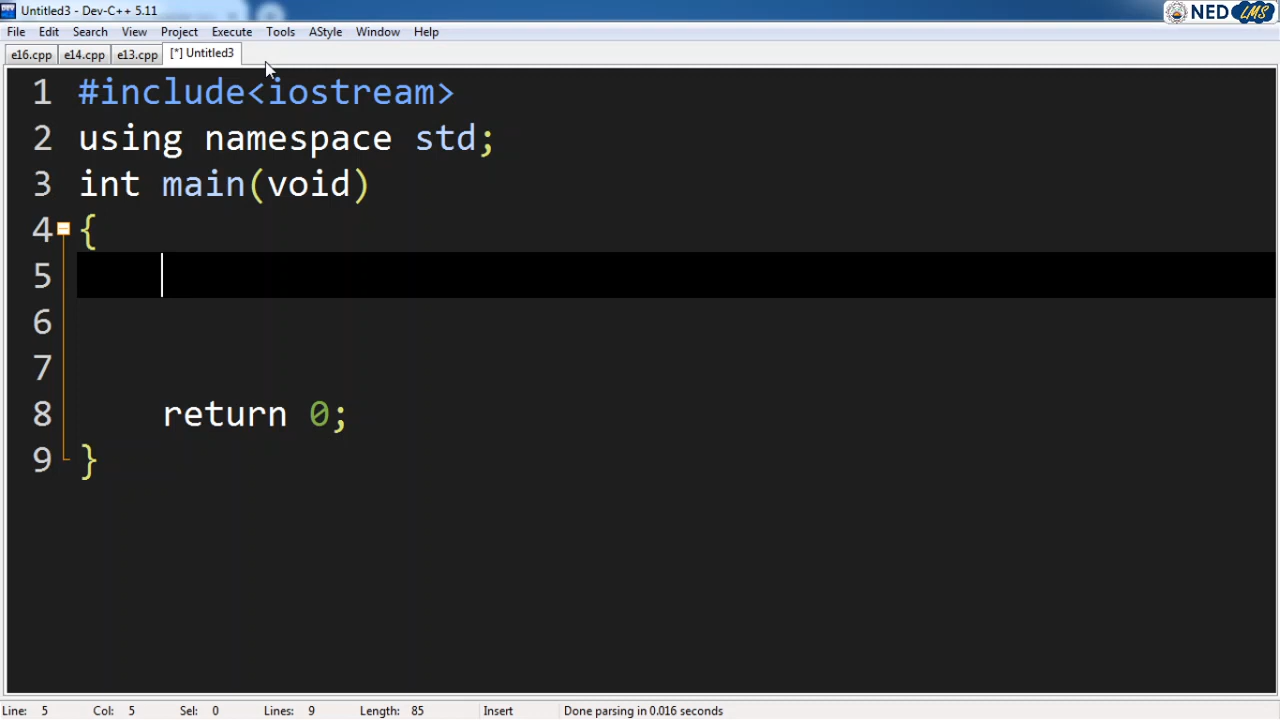 Untitled3 - Dev-C++ 5.11
NED LMS
File Edit Search View Project Execute Tools AStyle Window Help
e16.cpp e14.cpp e13.cpp [*] Untitled3
1 #include<iostream>
2 using namespace std;
3 int main(void)
4 {
5
6
7
8 return 0;
9 }
Line: 5 Col: 5 Sel: 0 Lines: 9 Length: 85 Insert Done parsing in 0.016 seconds